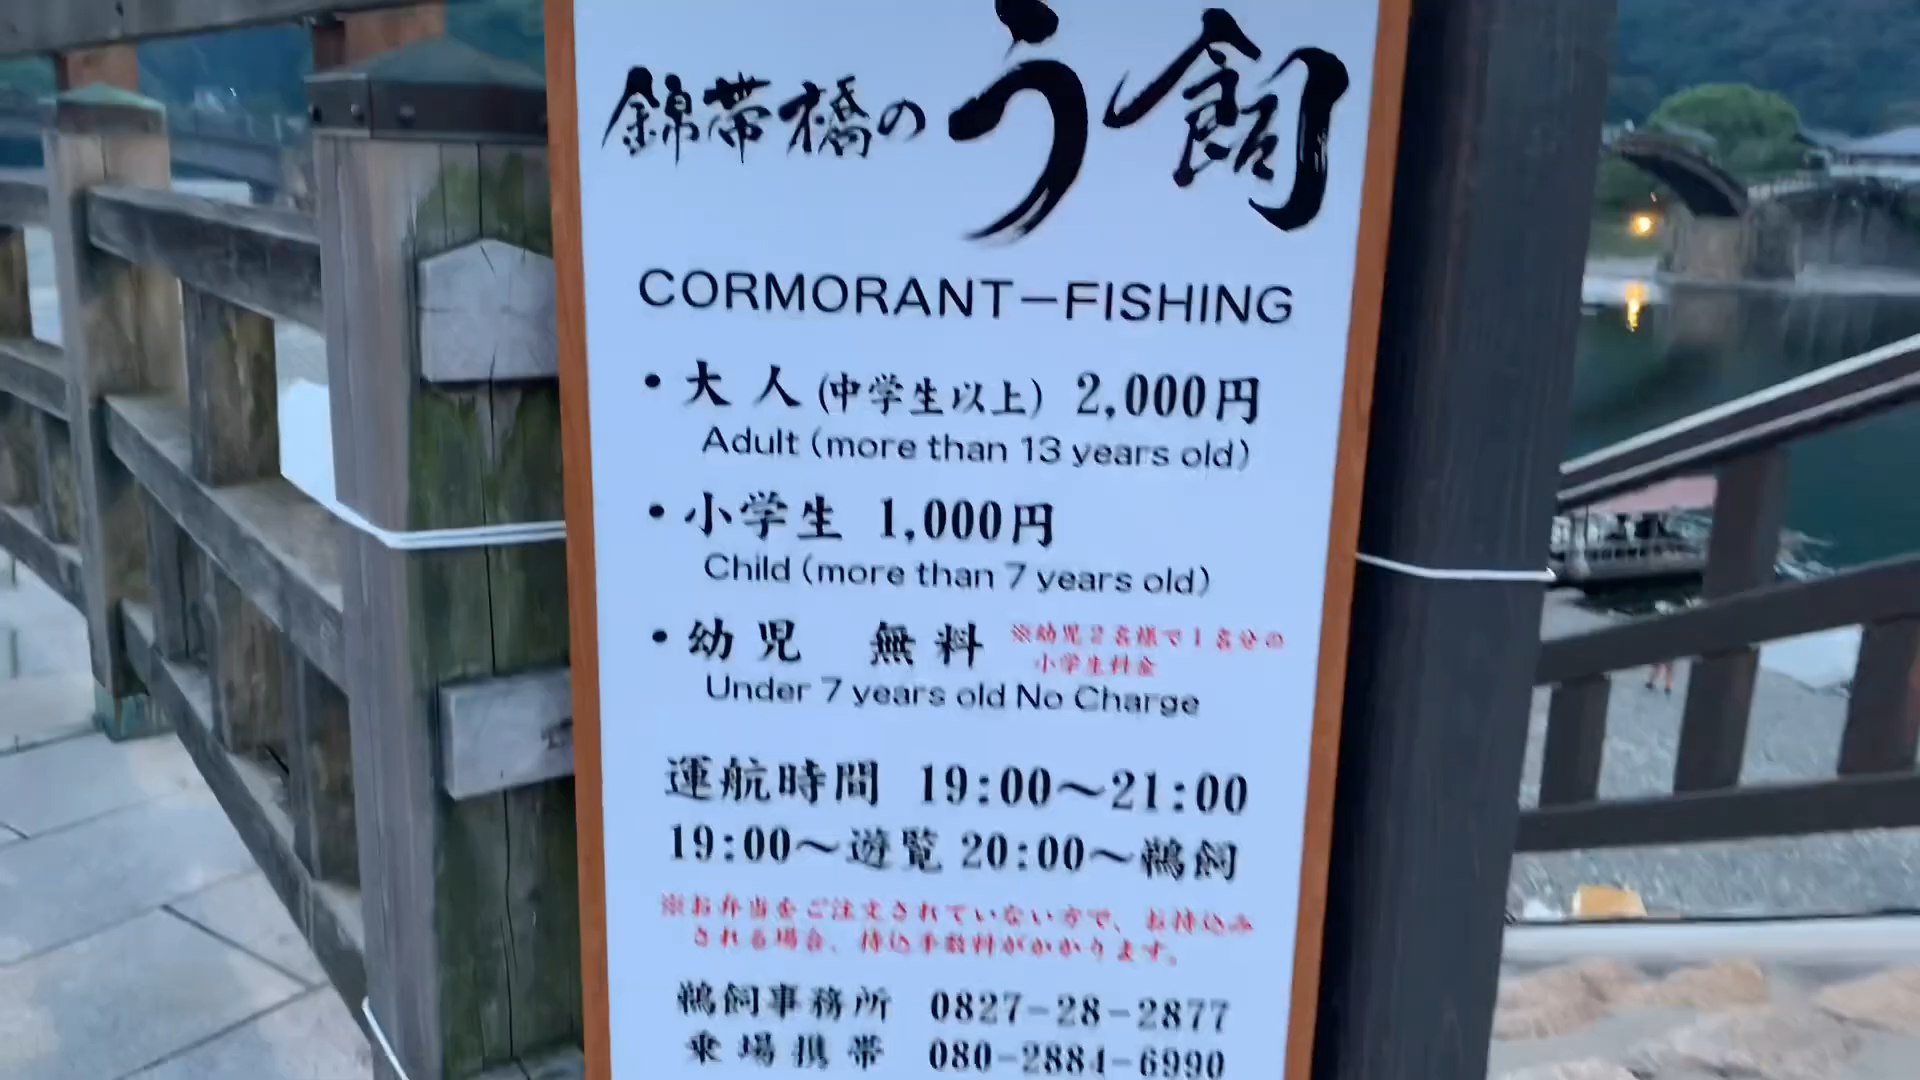 錦帯橋のう飼
CORMORANT-FISHING
・大人(中学生以上) 2,000円
Adult (more than 13 years old)
・小学生 1,000円
Child (more than 7 years old)
・幼児 無料 ※幼児2名様で1名分の
小学生料金
Under 7 years old No Charge
運航時間 19:00～21:00
19:00～遊覧 20:00～鵜飼
※お弁当をご注文されていない方で、お持込み
される場合、持込手数料がかかります。
鵜飼事務所 0827-28-2877
乗場携帯 080-2884-6990